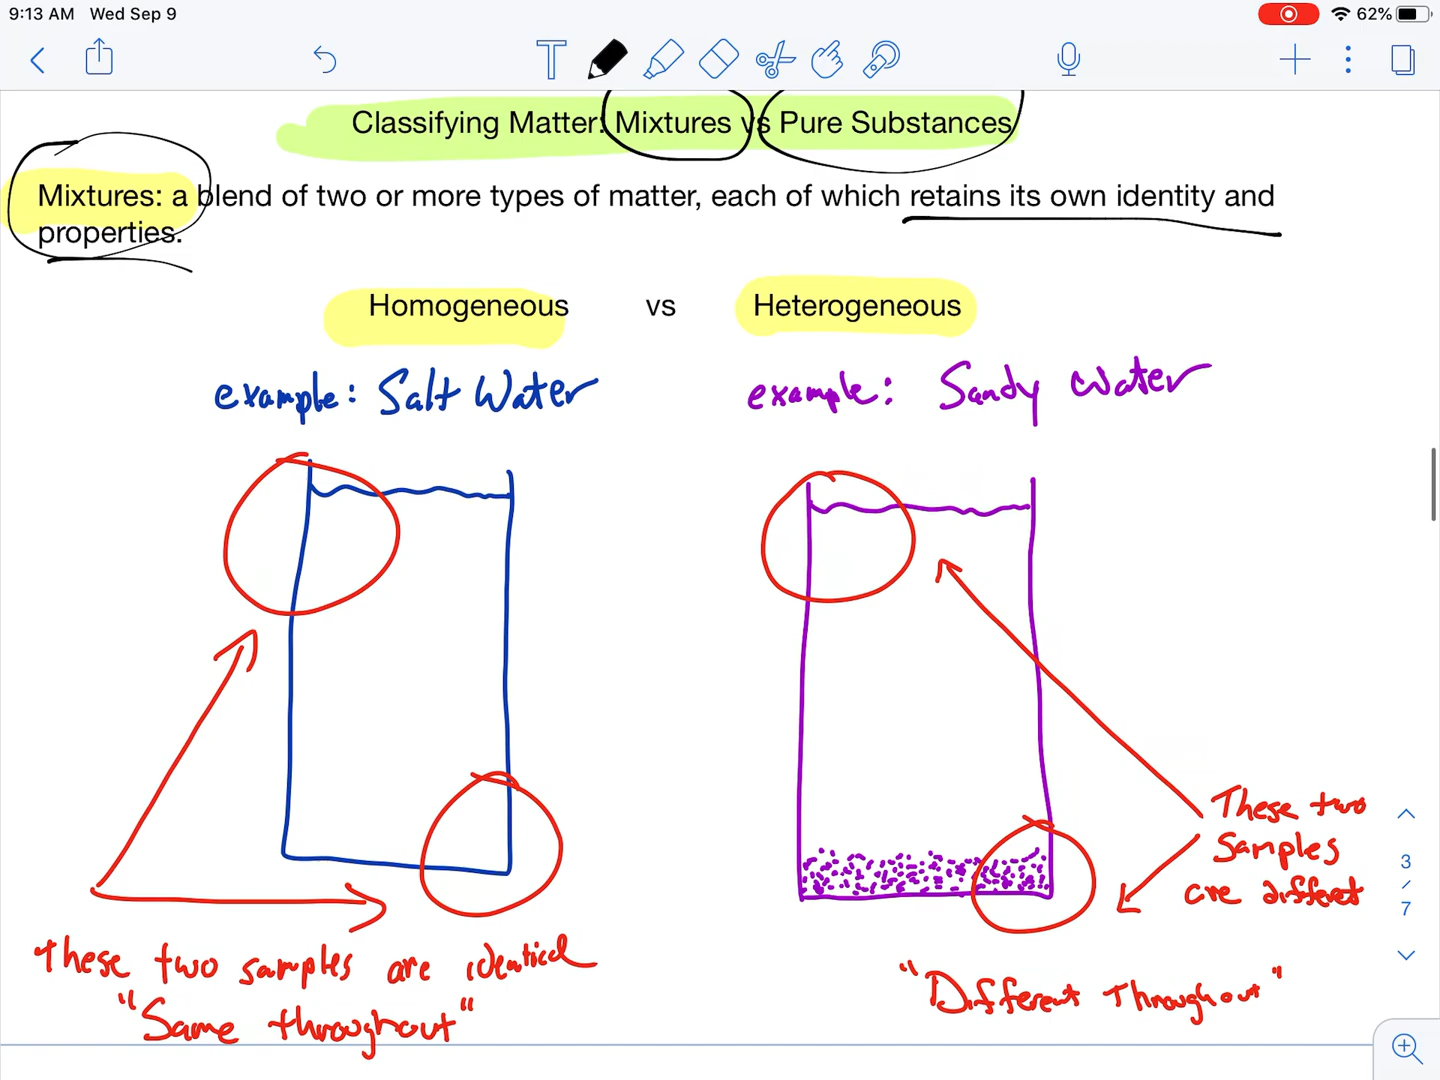 9:13 AM Wed Sep 9
62%
Classifying Matter: Mixtures vs Pure Substances
Mixtures: a blend of two or more types of matter, each of which retains its own identity and
properties.
Homogeneous vs Heterogeneous
example: Salt Water
example: Sandy Water
These two
Samples
are different
3
/
7
These two samples are identical
"Same throughout"
"Different Throughout"